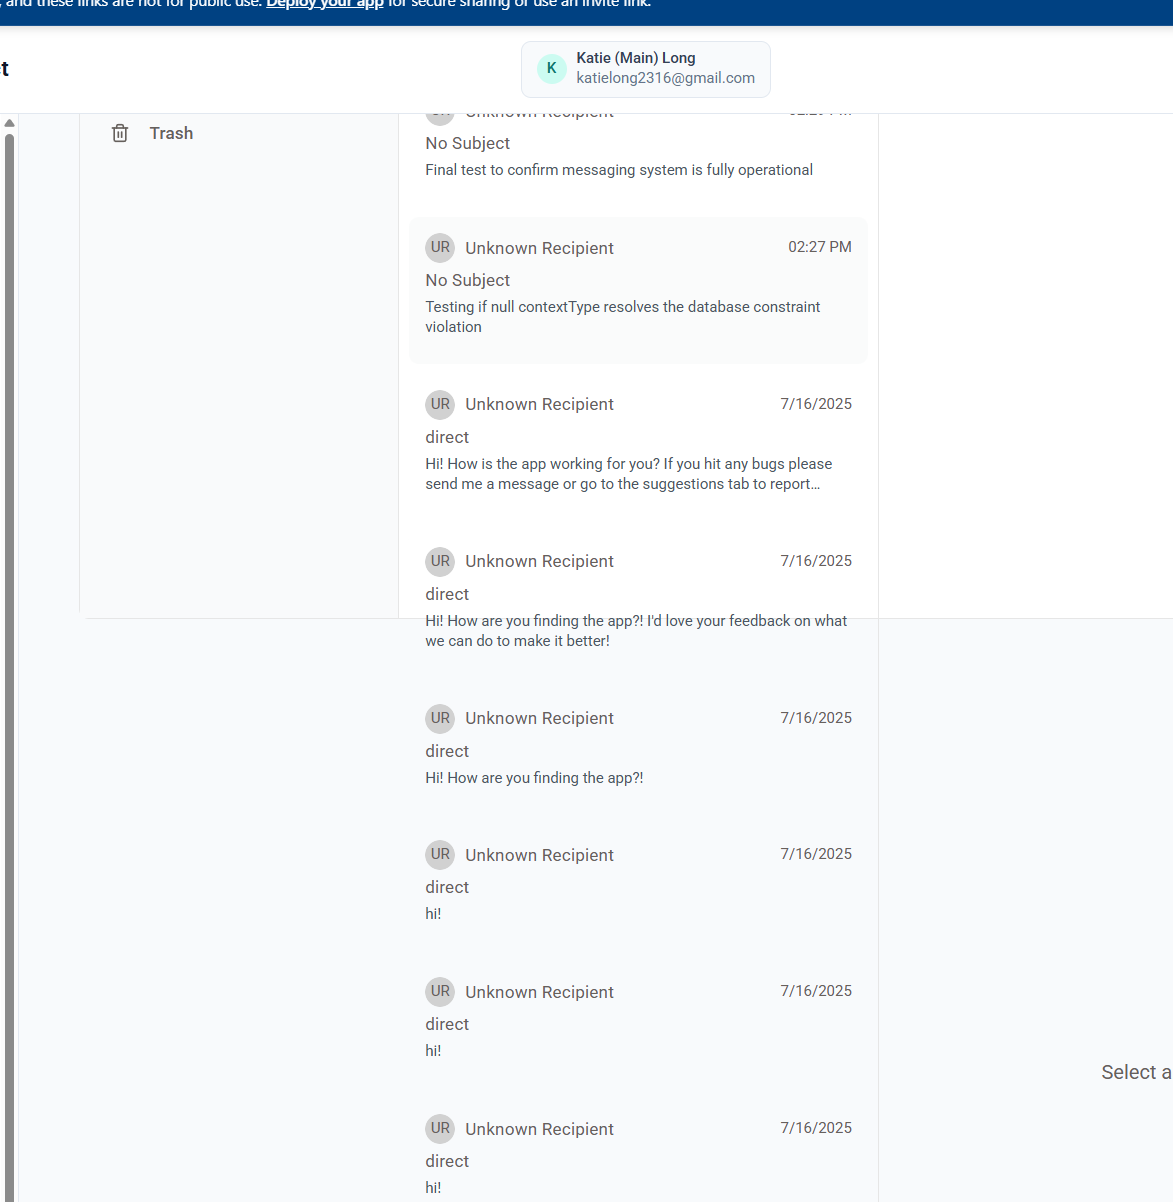 , and these links are not for public use. Deploy your app for secure sharing or use an invite link.
t
K
Katie (Main) Long
katielong2316@gmail.com
Trash
Unknown Recipient
No Subject
Final test to confirm messaging system is fully operational
UR Unknown Recipient 02:27 PM
No Subject
Testing if null contextType resolves the database constraint
violation
UR Unknown Recipient 7/16/2025
direct
Hi! How is the app working for you? If you hit any bugs please
send me a message or go to the suggestions tab to report…
UR Unknown Recipient 7/16/2025
direct
Hi! How are you finding the app?! I'd love your feedback on what
we can do to make it better!
UR Unknown Recipient 7/16/2025
direct
Hi! How are you finding the app?!
UR Unknown Recipient 7/16/2025
direct
hi!
UR Unknown Recipient 7/16/2025
direct
hi!
Select a
UR Unknown Recipient 7/16/2025
direct
hi!